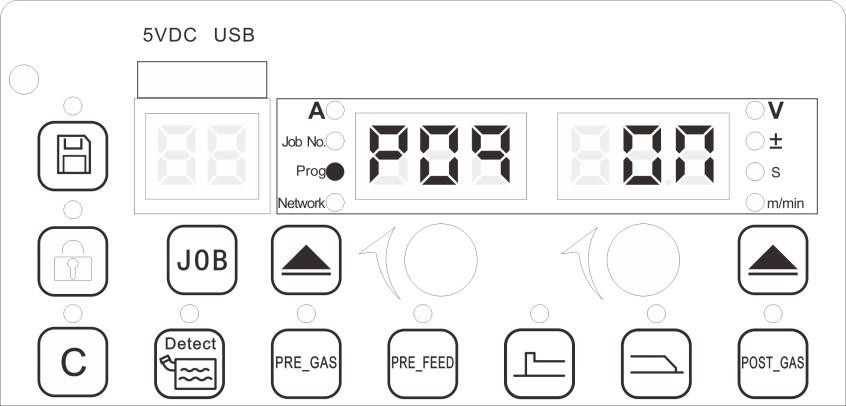 5VDC USB
A
V
Job No.
±
Prog
P09
0N
S
Network
m/min
JOB
C
Detect
PRE_GAS
PRE_FEED
POST_GAS